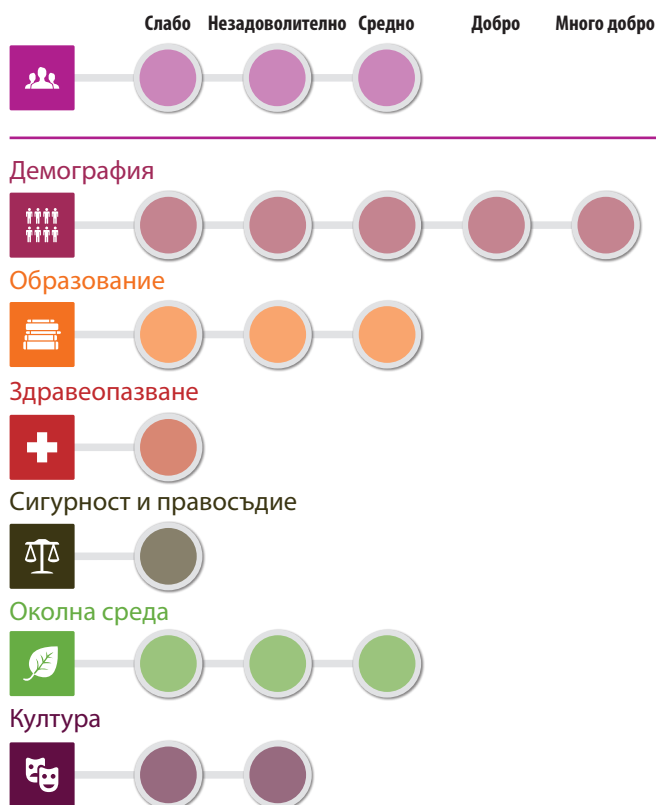 Слабо Незадоволително Средно Добро Много добро
Демография
Образование
Здравеопазване
Сигурност и правосъдие
Околна среда
Култура